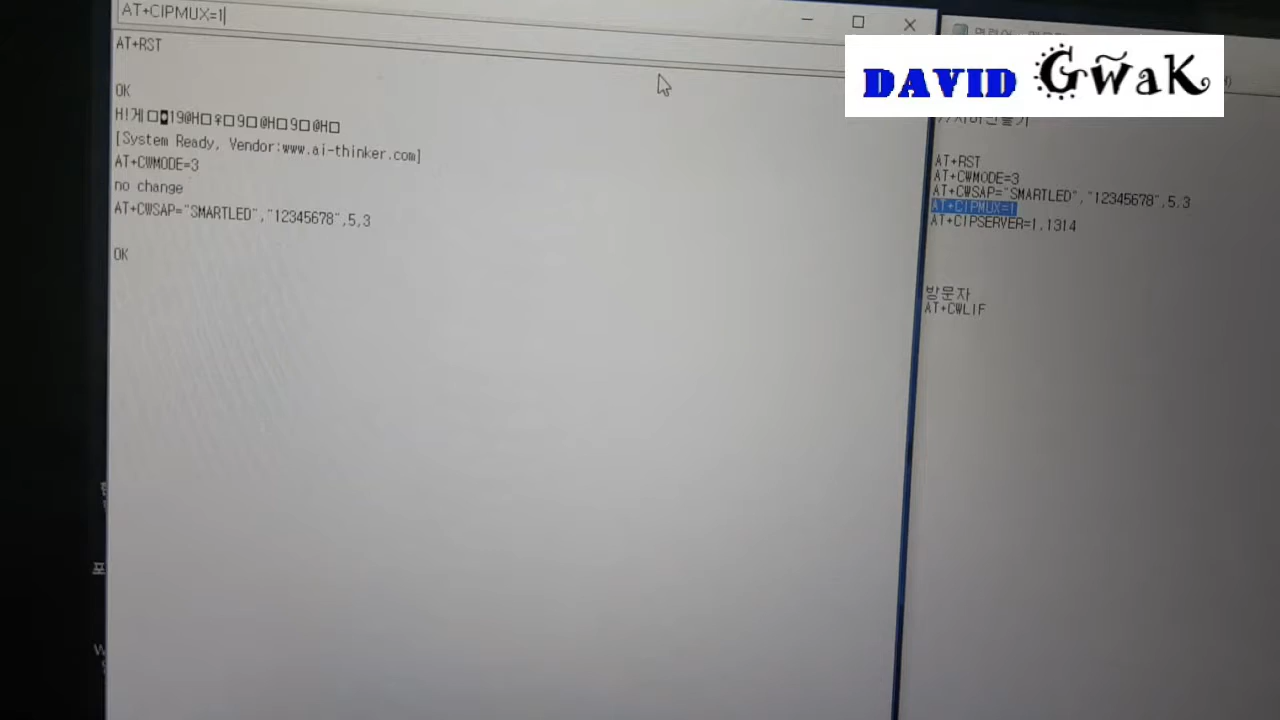 AT+CIPMUX=1
AT+RST
OK
[System Ready, Vendor:www.ai-thinker.com]
AT+CWMODE=3
no change
AT+CWSAP="SMARTLED","12345678",5,3
OK
DAVID GWaK
AT+RST
AT+CWMODE=3
AT+CWSAP="SMARTLED","12345678",5,3
AT+CIPMUX=1
AT+CIPSERVER=1,1314
방문자
AT+CWLIF